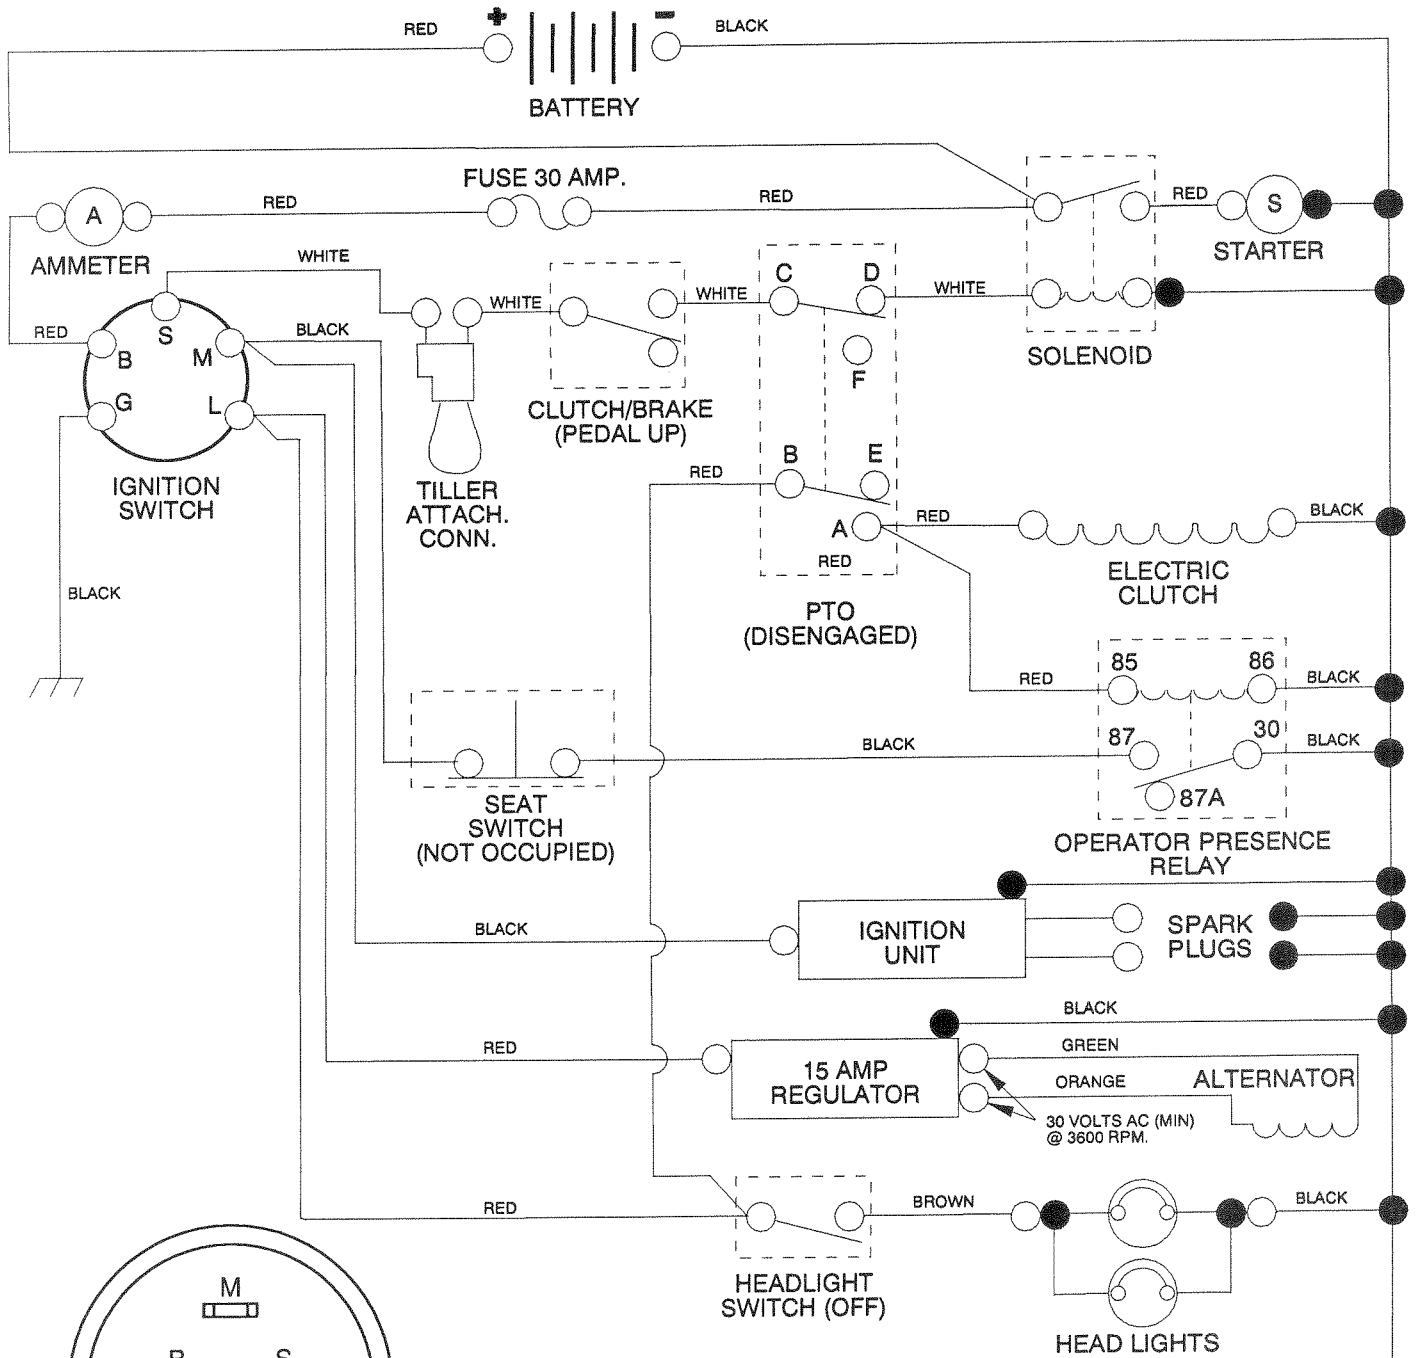 +
−
RED
BLACK
BATTERY
FUSE 30 AMP.
RED
RED
RED
A
AMMETER
S
STARTER
WHITE
C
D
WHITE
WHITE
WHITE
RED
BLACK
S
B
M
G
L
IGNITION
SWITCH
F
SOLENOID
CLUTCH/BRAKE
(PEDAL UP)
TILLER
ATTACH.
CONN.
RED
B
E
A
RED
RED
BLACK
ELECTRIC
CLUTCH
BLACK
PTO
(DISENGAGED)
85
86
RED
BLACK
87
30
BLACK
BLACK
87A
SEAT
SWITCH
(NOT OCCUPIED)
OPERATOR PRESENCE
RELAY
BLACK
IGNITION
UNIT
SPARK
PLUGS
BLACK
RED
15 AMP
REGULATOR
GREEN
ORANGE
ALTERNATOR
30 VOLTS AC (MIN)
@ 3600 RPM.
RED
BROWN
BLACK
HEADLIGHT
SWITCH (OFF)
HEAD LIGHTS
M
B
S